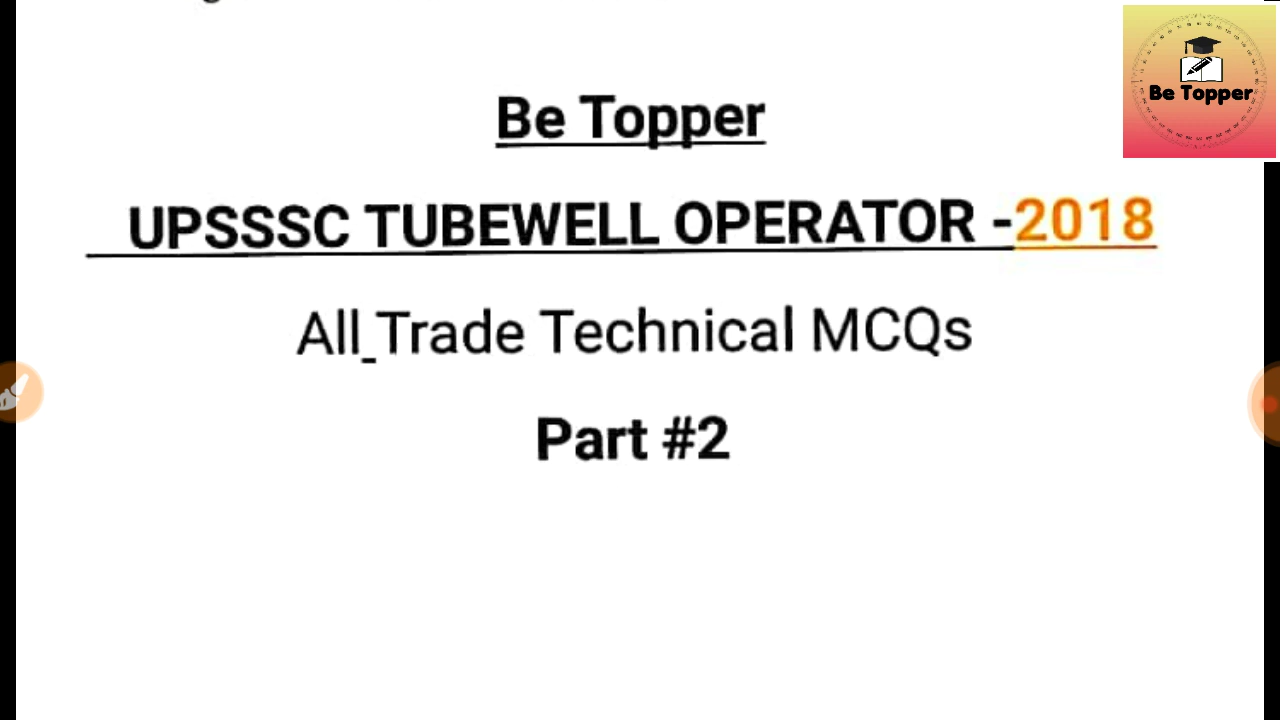 Be Topper
Be Topper
UPSSSC TUBEWELL OPERATOR -2018
All_Trade Technical MCQs
Part #2